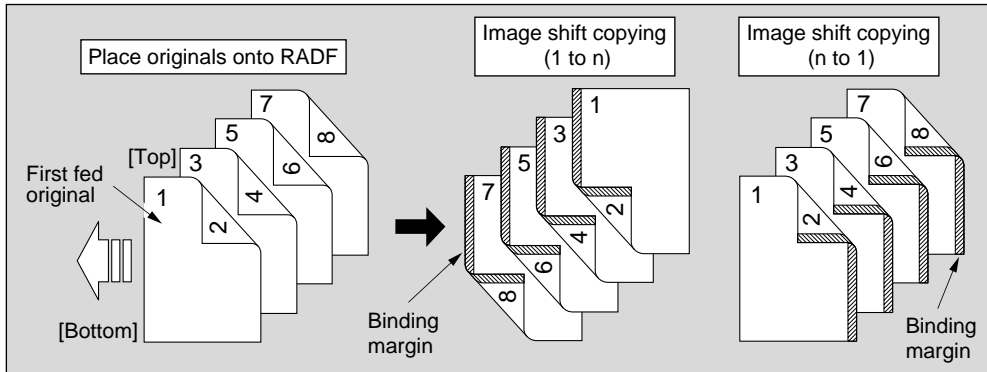 Place originals onto RADF
Image shift copying
(1 to n)
Image shift copying
(n to 1)
[Top]
First fed
original
[Bottom]
1
2
3
4
5
6
7
8
1
2
3
4
5
6
7
8
Binding
margin
1
2
3
4
5
6
7
8
Binding
margin